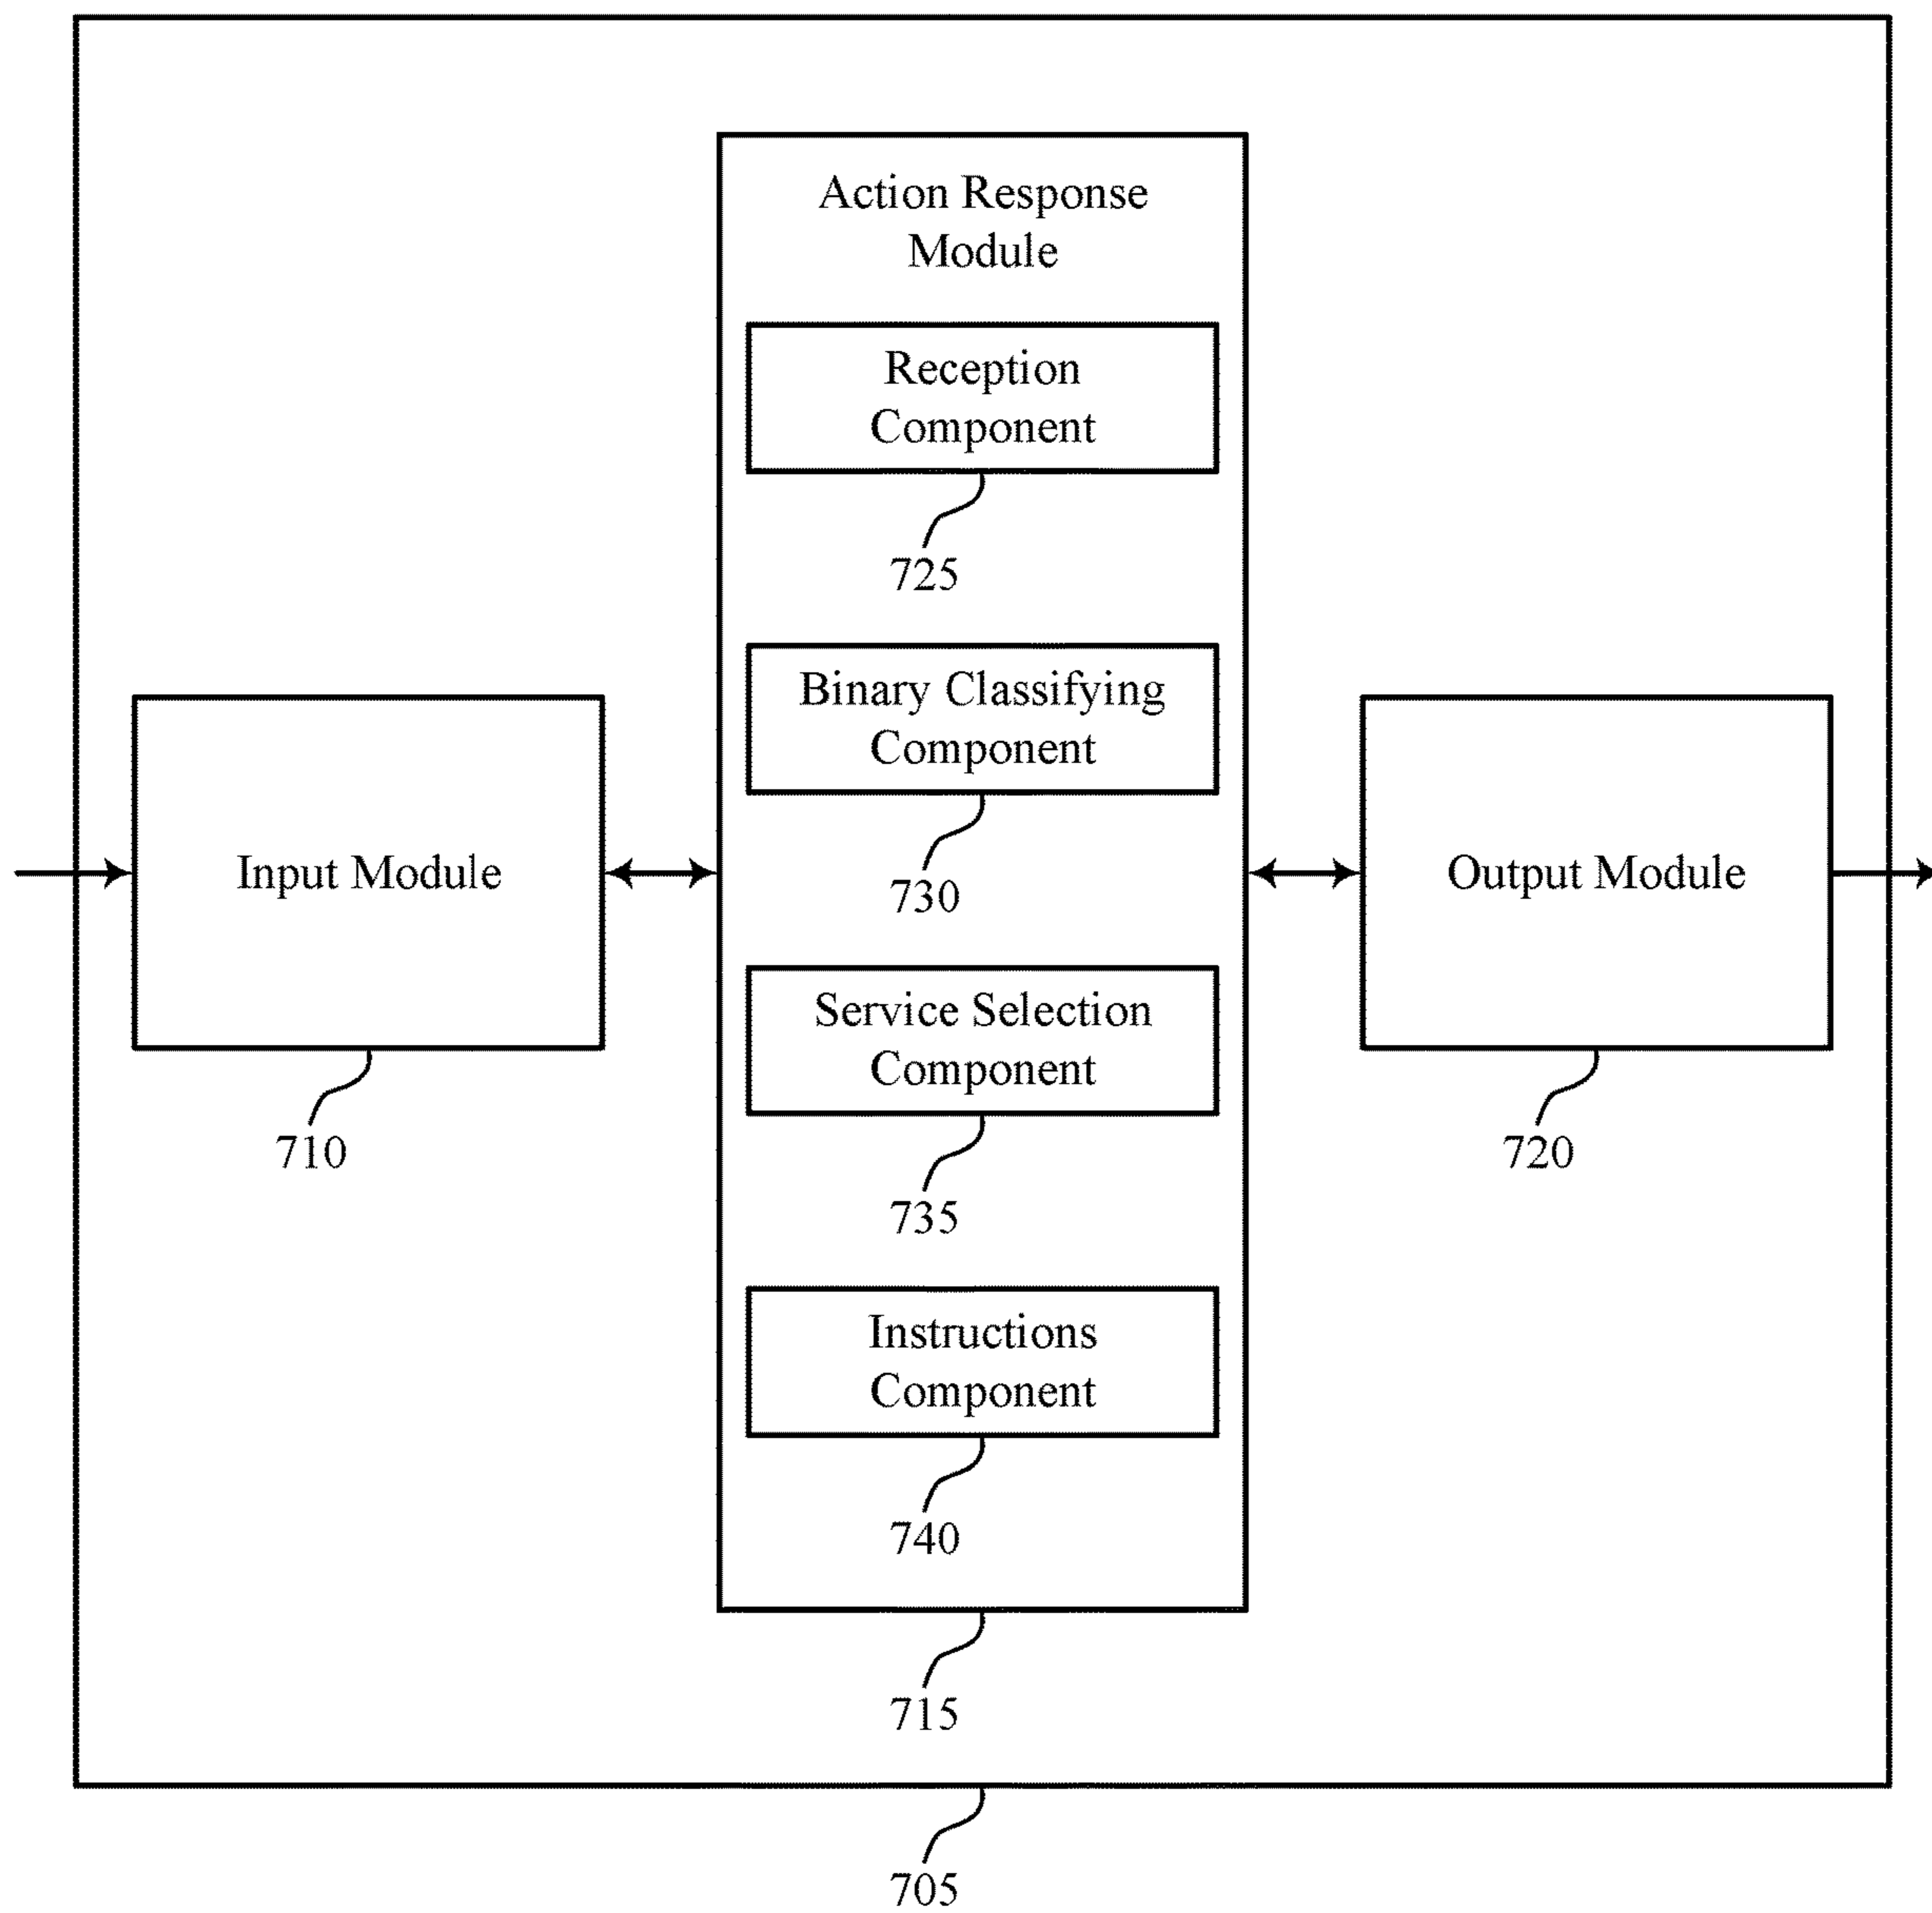 Action Response
Module
Reception
Component
725
Binary Classifying
Component
730
Input Module
710
Output Module
720
Service Selection
Component
735
Instructions
Component
740
715
705